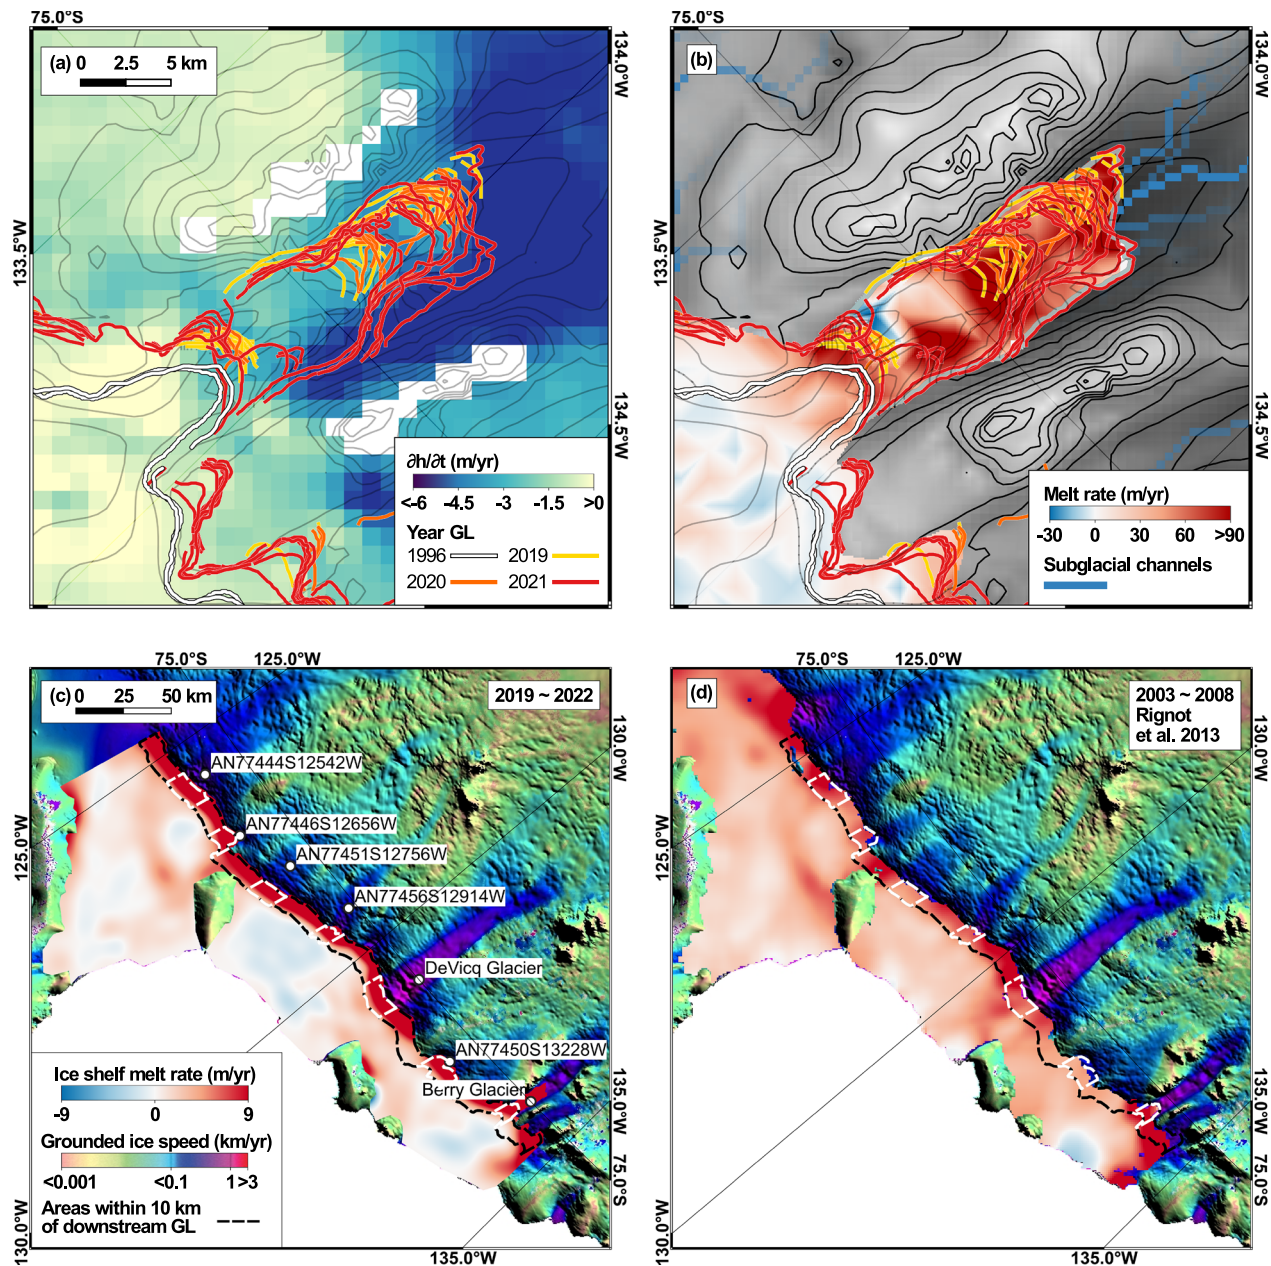 75.0°S
(a) 0 2.5 5 km
134.0°W
133.5°W
134.5°W
∂h/∂t (m/yr)
<-6 -4.5 -3 -1.5 >0
Year GL
1996 2019
2020 2021
75.0°S
(b)
134.0°W
133.5°W
134.5°W
Melt rate (m/yr)
-30 0 30 60 >90
Subglacial channels
75.0°S 125.0°W
(c) 0 25 50 km
2019 ~ 2022
130.0°W
125.0°W
AN77444S12542W
AN77446S12656W
AN77451S12756W
AN77456S12914W
DeVicq Glacier
AN77450S13228W
Berry Glacier
135.0°W
75.0°S
Ice shelf melt rate (m/yr)
-9 0 9
Grounded ice speed (km/yr)
<0.001 <0.1 1 >3
Areas within 10 km
of downstream GL
130.0°W
135.0°W
75.0°S 125.0°W
(d)
2003 ~ 2008
Rignot
et al. 2013
130.0°W
125.0°W
135.0°W
75.0°S
130.0°W
135.0°W